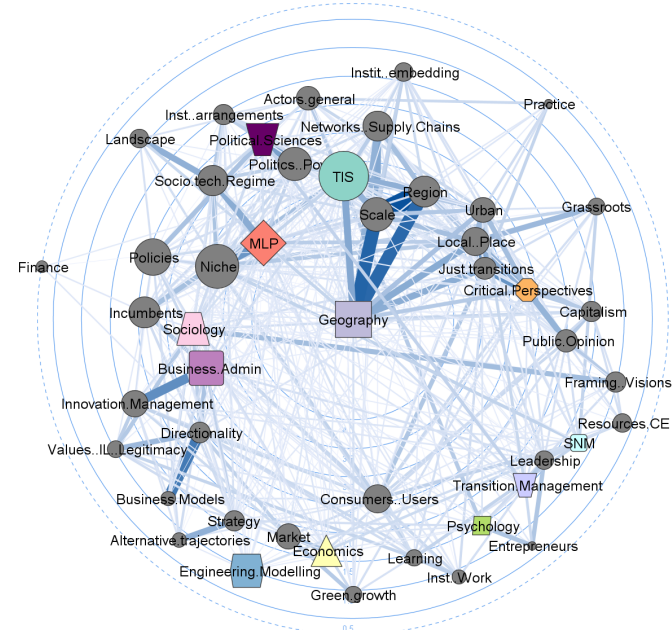 Instit..embedding
Actors.general
Practice
Inst..arrangements
Networks..Supply.Chains
Landscape
Political.Sciences
Politics..Po
Socio.tech.Regime
TIS
Region
Scale
Urban
Grassroots
MLP
Local..Place
Policies
Niche
Just.transitions
Finance
Critical.Perspectives
Incumbents
Geography
Capitalism
Sociology
Public.Opinion
Business.Admin
Framing..Visions
Innovation.Management
Resources,CE
Directionality
SNM
Values..IL..Legitimacy
Leadership
Transition.Management
Business.Models
Consumers..Users
Strategy
Psychology
Alternative.trajectories
Market
Entrepreneurs
Economics
Learning
Engineering.Modelling
Inst..Work
Green.growth
0.5